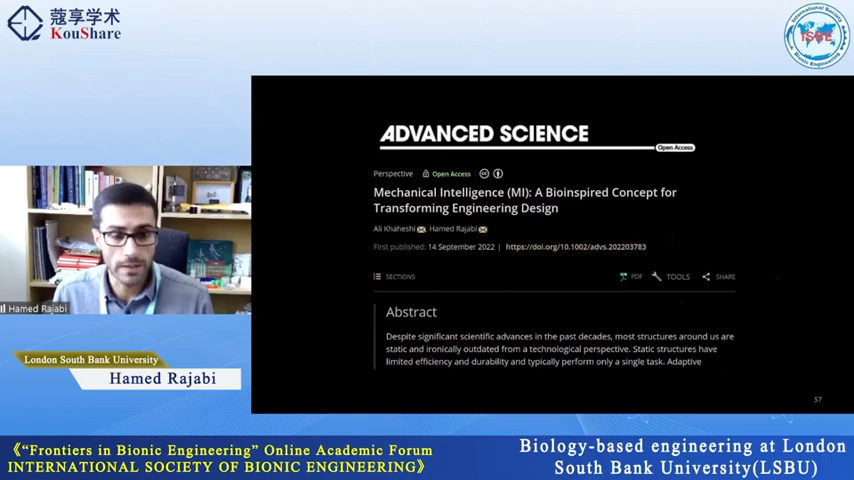 蔻享学术
KouShare
International Society
ISBE
Bionic Engineering
ADVANCED SCIENCE
Open Access
Perspective
Open Access
Mechanical Intelligence (MI): A Bioinspired Concept for
Transforming Engineering Design
Ali Khaheshi, Hamed Rajabi
First published: 14 September 2022 | https://doi.org/10.1002/advs.202203783
SECTIONS
PDF
TOOLS
SHARE
Abstract
Despite significant scientific advances in the past decades, most structures around us are
static and ironically outdated from a technological perspective. Static structures have
limited efficiency and durability and typically perform only a single task. Adaptive
57
Hamed Rajabi
London South Bank University
Hamed Rajabi
《“Frontiers in Bionic Engineering” Online Academic Forum
INTERNATIONAL SOCIETY OF BIONIC ENGINEERING》
Biology-based engineering at London
South Bank University(LSBU)